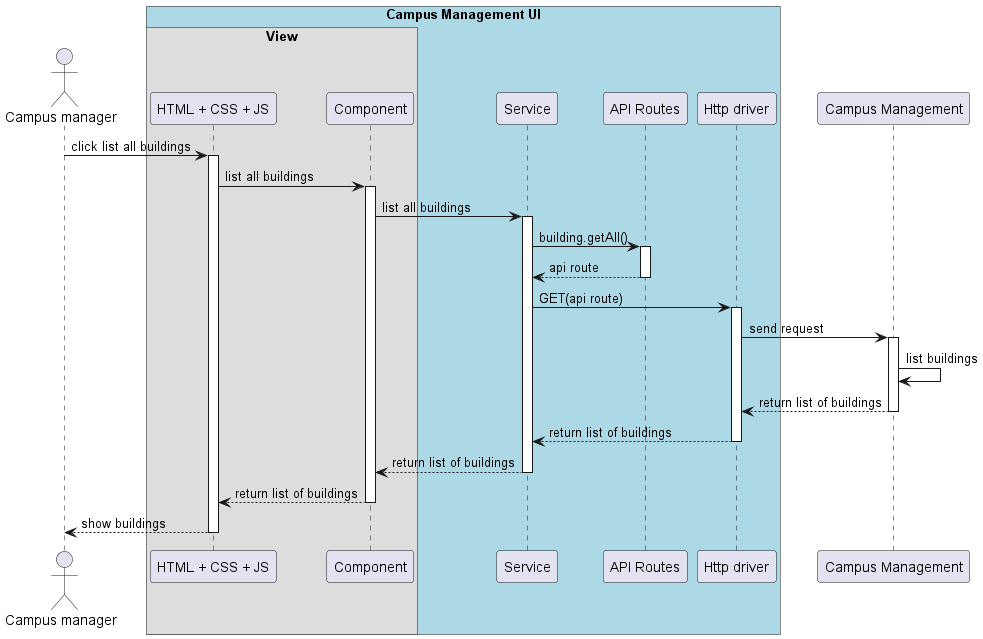 Campus Management UI
View
Campus manager
HTML + CSS + JS
Component
Service
API Routes
Http driver
Campus Management
click list all buildings
list all buildings
list all buildings
building.getAll()
api route
GET(api route)
send request
list buildings
return list of buildings
return list of buildings
return list of buildings
return list of buildings
show buildings
HTML + CSS + JS
Component
Service
API Routes
Http driver
Campus Management
Campus manager